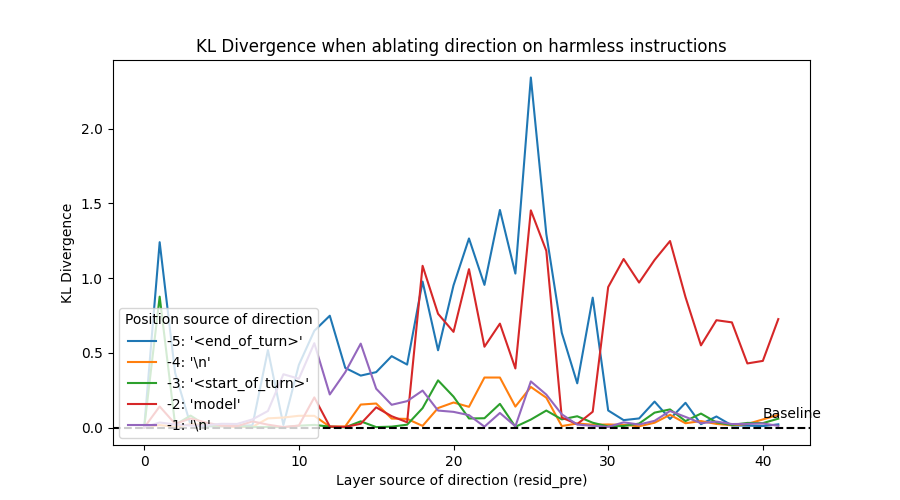 KL Divergence when ablating direction on harmless instructions
KL Divergence
2.0
1.5
1.0
0.5
0.0
Position source of direction
-5: '<end_of_turn>'
-4: '\n'
-3: '<start_of_turn>'
-2: 'model'
-1: '\n'
Baseline
0
10
20
30
40
Layer source of direction (resid_pre)